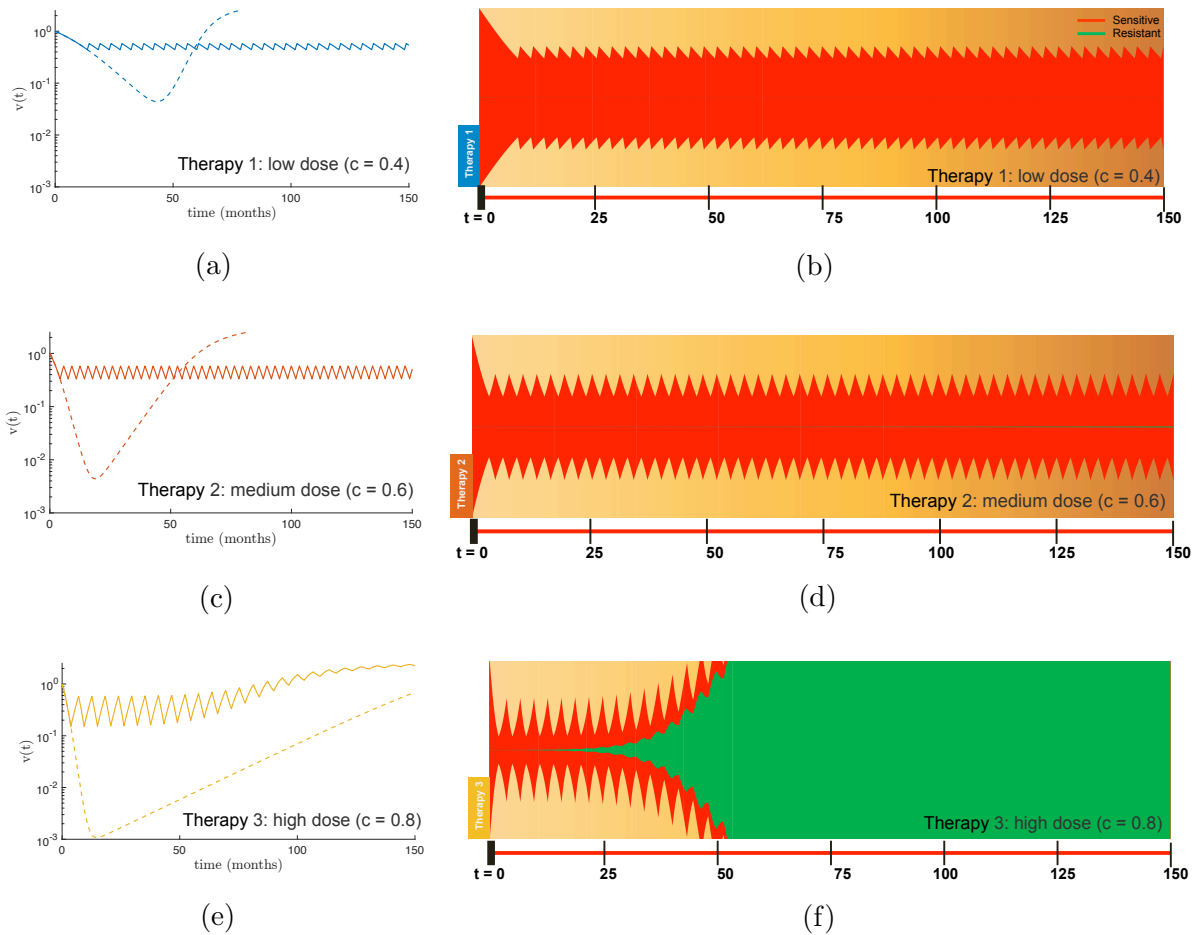 10^0
10^-1
10^-2
10^-3
v(t)
0
50
100
150
time (months)
Therapy 1: low dose (c = 0.4)
(a)
Sensitive
Resistant
Therapy 1
Therapy 1: low dose (c = 0.4)
t = 0
25
50
75
100
125
150
(b)
10^0
10^-1
10^-2
10^-3
v(t)
0
50
100
150
time (months)
Therapy 2: medium dose (c = 0.6)
(c)
Therapy 2
Therapy 2: medium dose (c = 0.6)
t = 0
25
50
75
100
125
150
(d)
10^0
10^-1
10^-2
10^-3
v(t)
0
50
100
150
time (months)
Therapy 3: high dose (c = 0.8)
(e)
Therapy 3
Therapy 3: high dose (c = 0.8)
t = 0
25
50
75
100
125
150
(f)